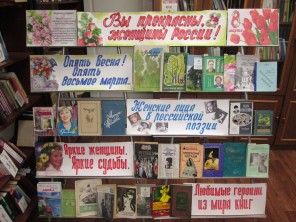 Вы прекрасны,
женщины России!
8
Опять весна!
Опять
Восьмое марта...
Женские лица
в российской
поэзии
Яркие женщины,
Яркие судьбы.
Любимые героини
из мира книг